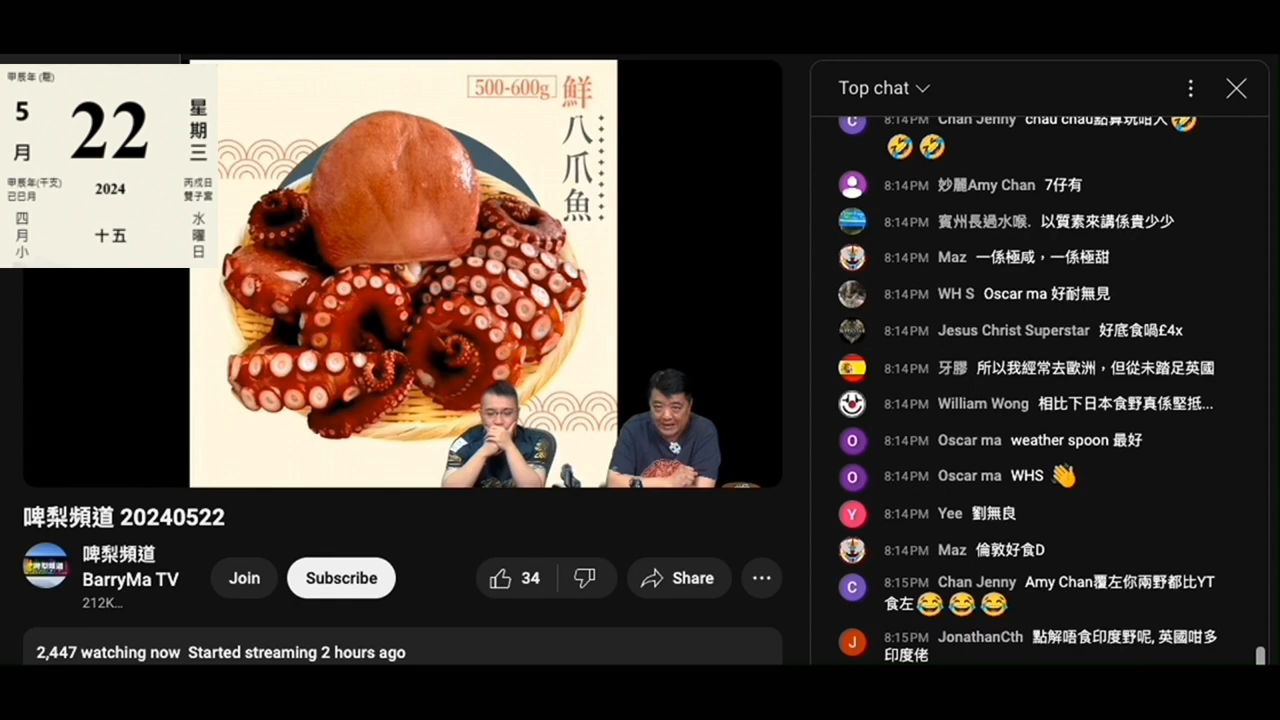 甲辰年 (龍)
5
月
22
星期三
甲辰年(干支)
己巳月
2024
丙戌日
雙子宮
四月小
十五
水曜日
500-600g
鮮八爪魚
啤梨頻道 20240522
啤梨頻道
BarryMa TV
212K...
Join
Subscribe
34
Share
2,447 watching now Started streaming 2 hours ago
Top chat
8:14PM Chan Jenny chau chau點算玩咁大🤣
🤣🤣
8:14PM 妙麗Amy Chan 7仔有
8:14PM 賓州長過水喉. 以質素來講係貴少少
8:14PM Maz 一係極咸，一係極甜
8:14PM WH S Oscar ma 好耐無見
8:14PM Jesus Christ Superstar 好底食喎£4x
8:14PM 牙膠 所以我經常去歐洲，但從未踏足英國
8:14PM William Wong 相比下日本食野真係堅抵...
8:14PM Oscar ma weather spoon 最好
8:14PM Oscar ma WHS 👋
8:14PM Yee 劉無良
8:14PM Maz 倫敦好食D
8:15PM Chan Jenny Amy Chan覆左你兩野都比YT
食左😂😂😂
8:15PM JonathanCth 點解唔食印度野呢, 英國咁多
印度佬